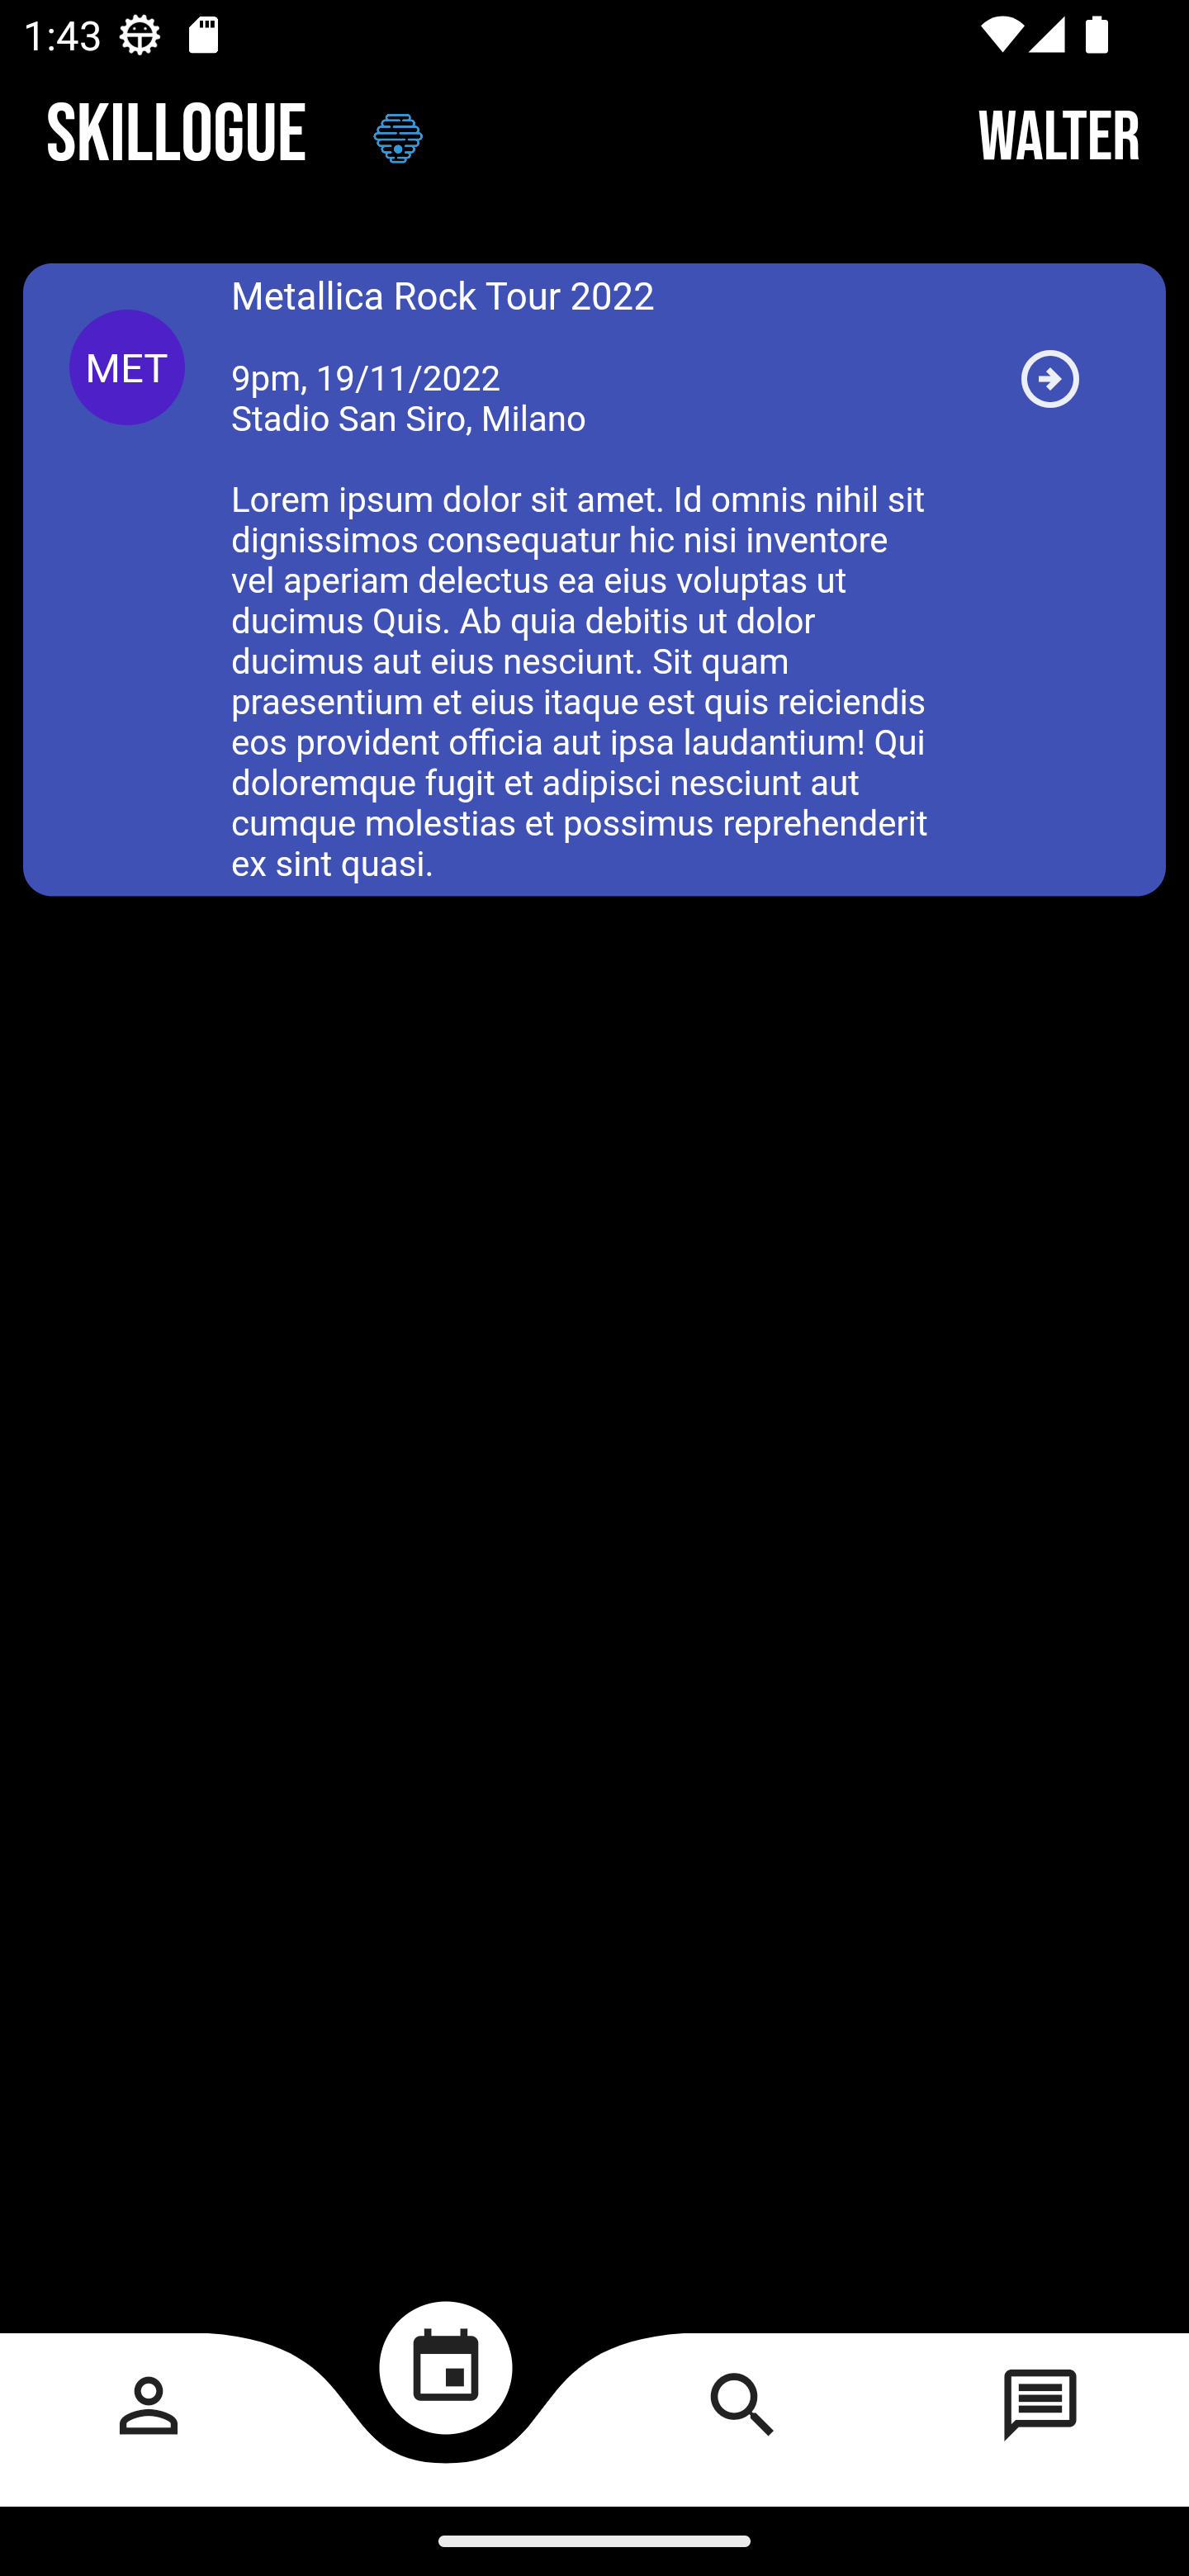 1:43
SKILLOGUE
WALTER
MET
Metallica Rock Tour 2022
9pm, 19/11/2022
Stadio San Siro, Milano
Lorem ipsum dolor sit amet. Id omnis nihil sit
dignissimos consequatur hic nisi inventore
vel aperiam delectus ea eius voluptas ut
ducimus Quis. Ab quia debitis ut dolor
ducimus aut eius nesciunt. Sit quam
praesentium et eius itaque est quis reiciendis
eos provident officia aut ipsa laudantium! Qui
doloremque fugit et adipisci nesciunt aut
cumque molestias et possimus reprehenderit
ex sint quasi.